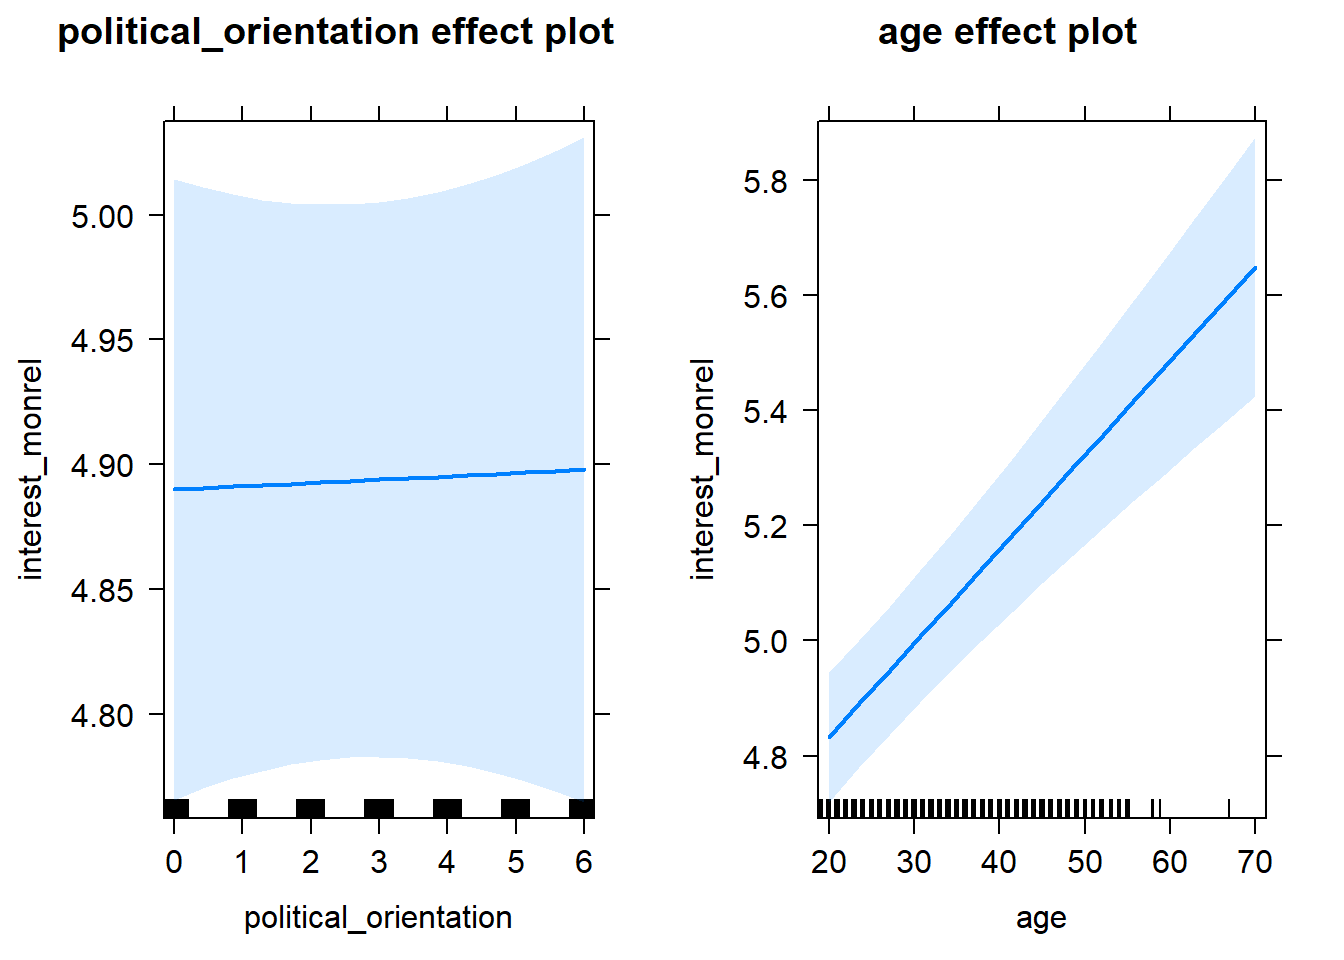 political_orientation effect plot
interest_monrel
5.00
4.95
4.90
4.85
4.80
0 1 2 3 4 5 6
political_orientation
age effect plot
interest_monrel
5.8
5.6
5.4
5.2
5.0
4.8
20 30 40 50 60 70
age